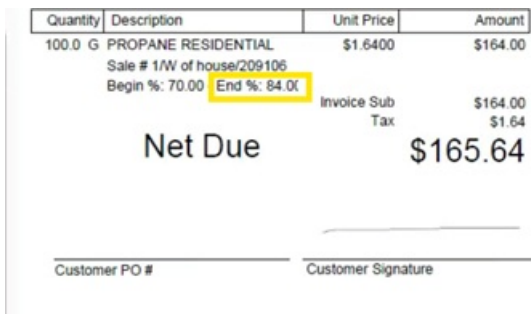 Quantity Description Unit Price Amount
100.0 G PROPANE RESIDENTIAL $1.6400 $164.00
Sale # 1/W of house/209106
Begin %: 70.00 End %: 84.00
Invoice Sub $164.00
Tax $1.64
Net Due $165.64
Customer PO # Customer Signature